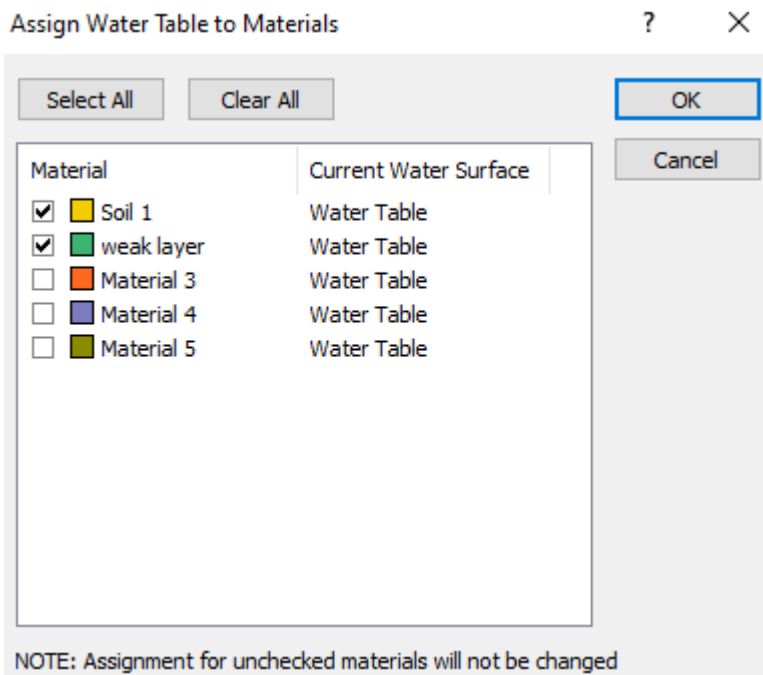 Assign Water Table to Materials ?
Select All Clear All OK
Cancel
Material Current Water Surface
Soil 1 Water Table
weak layer Water Table
Material 3 Water Table
Material 4 Water Table
Material 5 Water Table
NOTE: Assignment for unchecked materials will not be changed